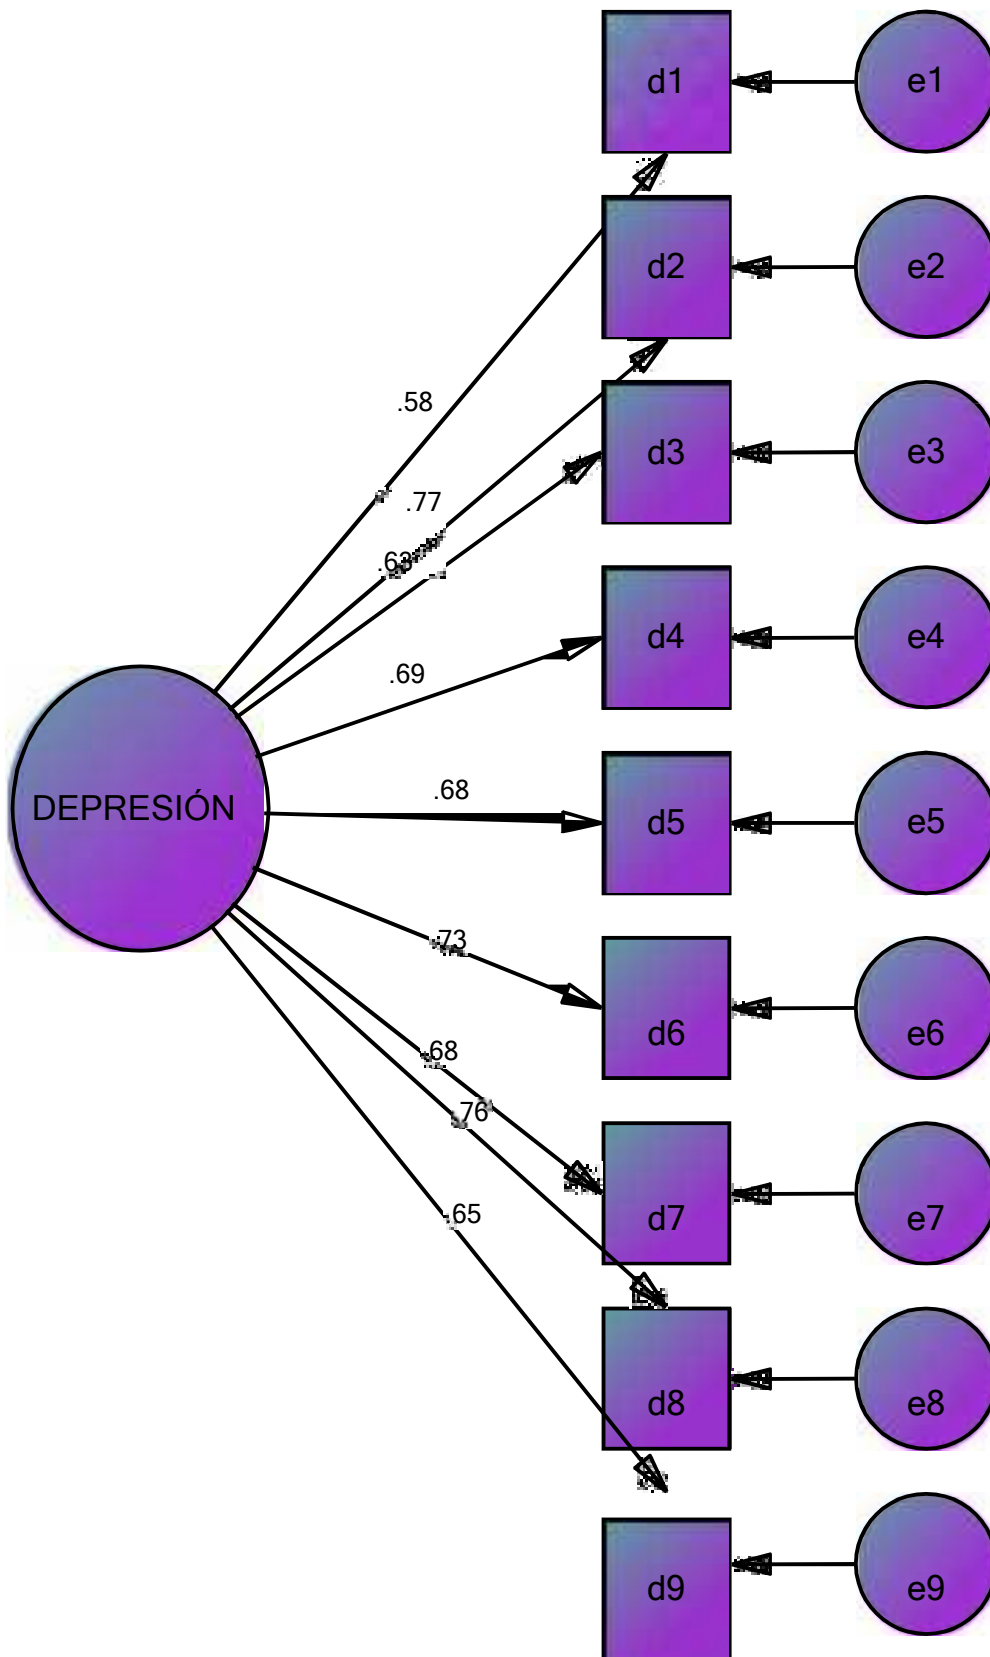 d1 e1
d2 e2
.58
d3 e3
.77
.63
d4 e4
.69
.68
DEPRESIÓN d5 e5
.73
d6 e6
.68
.76
d7 e7
.65
d8 e8
d9 e9